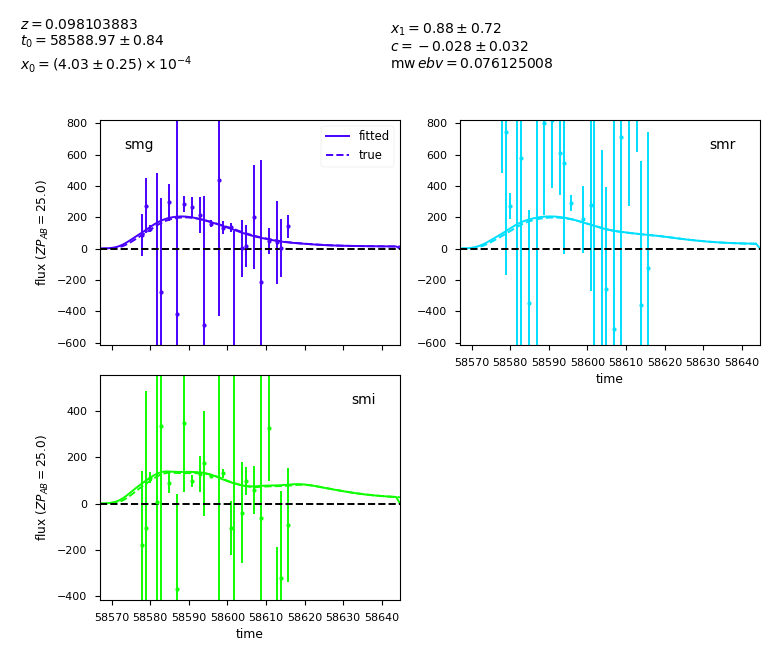 z = 0.098103883
t0 = 58588.97 ± 0.84
x0 = (4.03 ± 0.25) × 10^−4
x1 = 0.88 ± 0.72
c = −0.028 ± 0.032
mw ebv = 0.076125008
800
600
400
200
0
−200
−400
−600
flux (ZP_AB = 25.0)
smg
fitted
true
800
600
400
200
0
−200
−400
−600
smr
58570 58580 58590 58600 58610 58620 58630 58640
time
400
200
0
−200
−400
flux (ZP_AB = 25.0)
smi
58570 58580 58590 58600 58610 58620 58630 58640
time